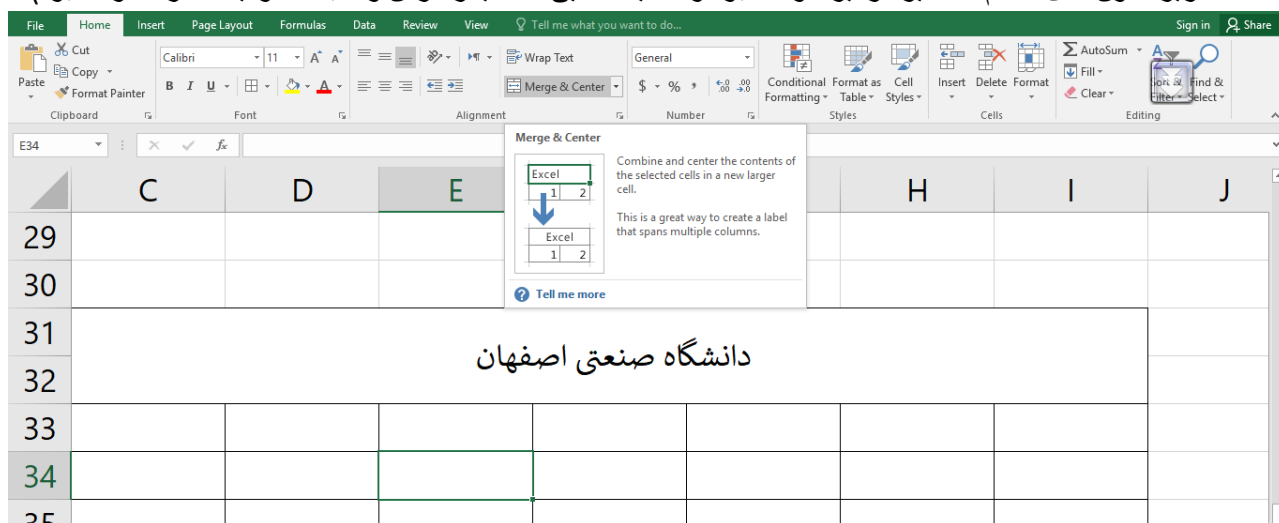 File Home Insert Page Layout Formulas Data Review View Tell me what you want to do... Sign in Share
Cut
Copy
Format Painter
Paste
Clipboard
Calibri 11
B I U
Font
Wrap Text
Merge & Center
Alignment
General
$ % ,
Number
Conditional Formatting
Format as Table
Cell Styles
Styles
Insert Delete Format
Cells
AutoSum
Fill
Clear
Sort & Filter
Find & Select
Editing
E34 fx
Merge & Center
Excel
1 2
Excel
1 2
Combine and center the contents of
the selected cells in a new larger
cell.
This is a great way to create a label
that spans multiple columns.
Tell me more
C D E H I J
29
30
31
دانشگاه صنعتی اصفهان
32
33
34
35